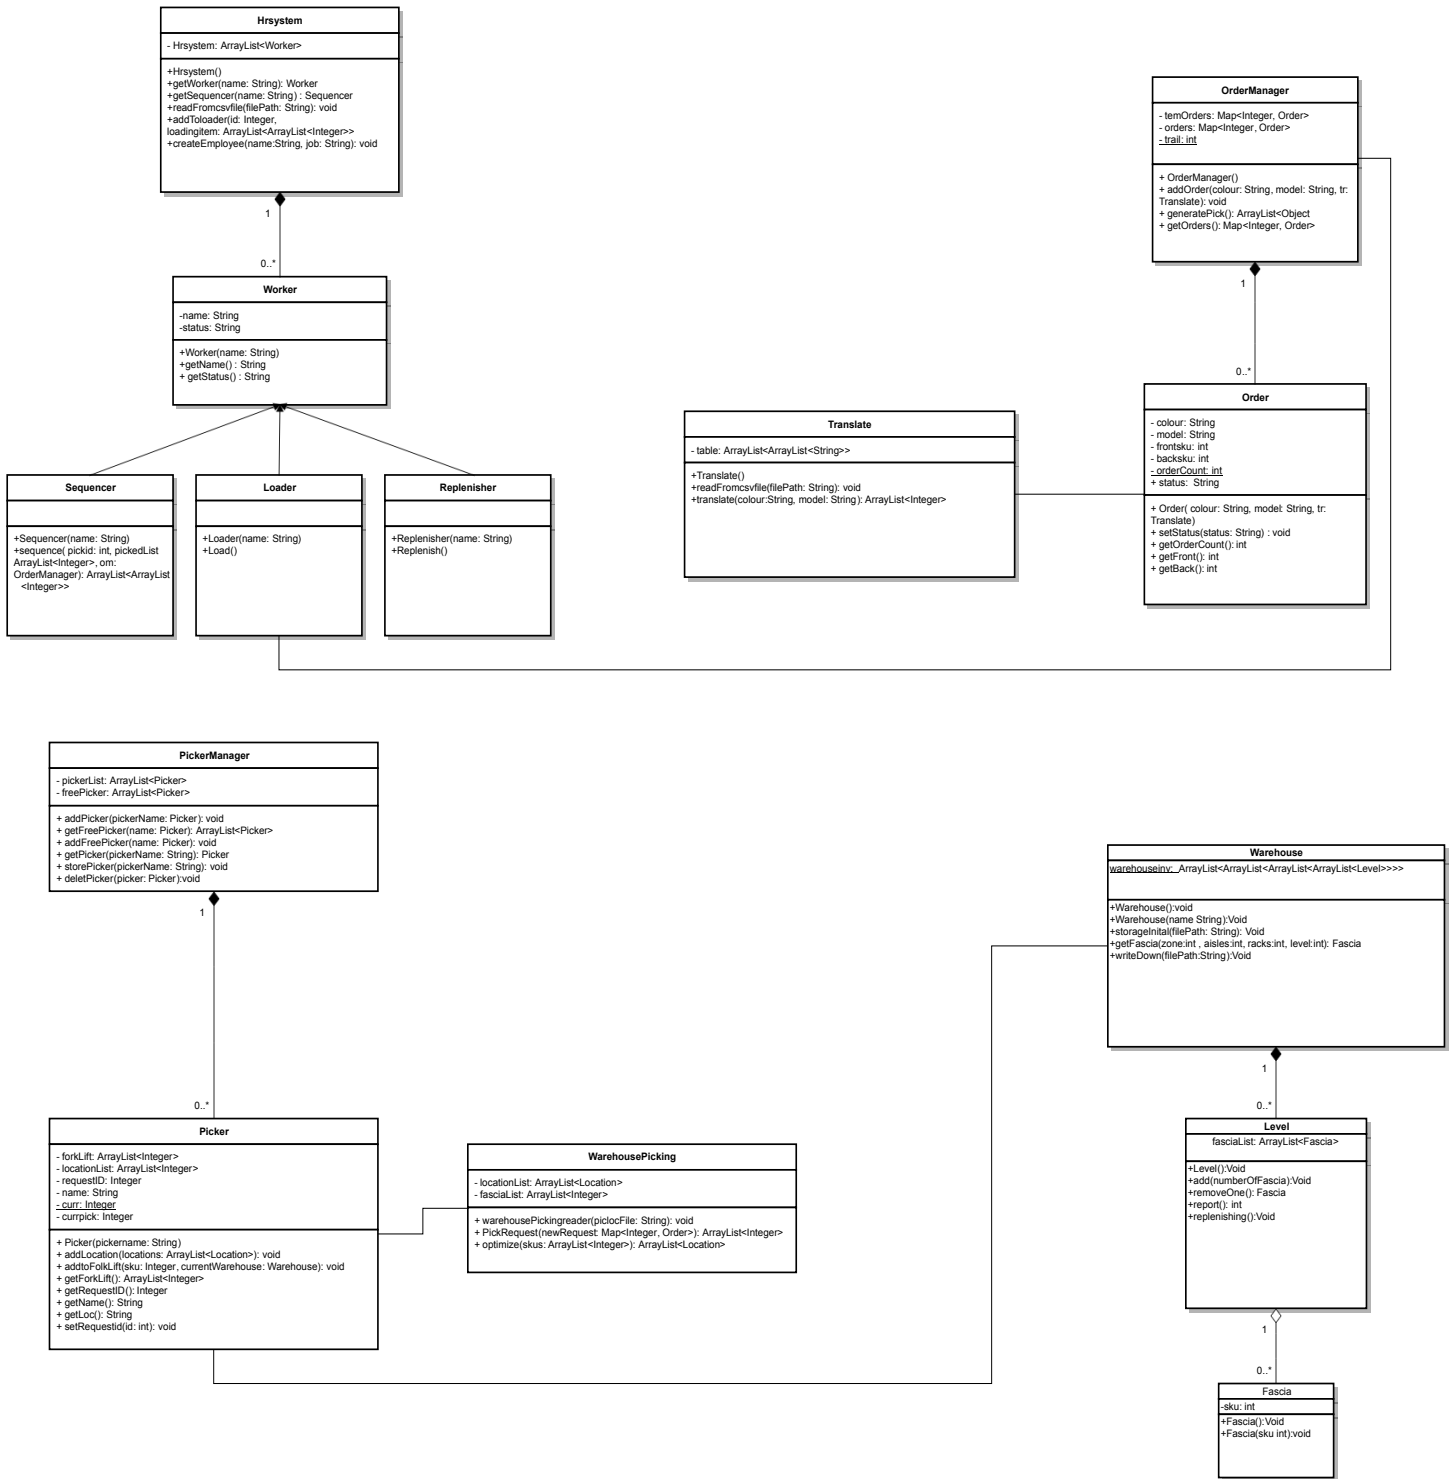 Hrsystem
- Hrsystem: ArrayList<Worker>
+Hrsystem()
+getWorker(name: String): Worker
+getSequencer(name: String) : Sequencer
+readFromcsvfile(filePath: String): void
+addToloader(id: Integer,
loadingitem: ArrayList<ArrayList<Integer>>
+createEmployee(name:String, job: String): void
1
0..*
Worker
-name: String
-status: String
+Worker(name: String)
+getName() : String
+ getStatus() : String
Sequencer
+Sequencer(name: String)
+sequence( pickid: int, pickedList
ArrayList<Integer>, om:
OrderManager): ArrayList<ArrayList
<Integer>>
Loader
+Loader(name: String)
+Load()
Replenisher
+Replenisher(name: String)
+Replenish()
OrderManager
- temOrders: Map<Integer, Order>
- orders: Map<Integer, Order>
- trail: int
+ OrderManager()
+ addOrder(colour: String, model: String, tr:
Translate): void
+ generatePick(): ArrayList<Object
+ getOrders(): Map<Integer, Order>
1
0..*
Translate
- table: ArrayList<ArrayList<String>>
+Translate()
+readFromcsvfile(filePath: String): void
+translate(colour:String, model: String): ArrayList<Integer>
Order
- colour: String
- model: String
- frontsku: int
- backsku: int
- orderCount: int
+ status:  String
+ Order( colour: String, model: String, tr:
Translate)
+ setStatus(status: String) : void
+ getOrderCount(): int
+ getFront(): int
+ getBack(): int
PickerManager
- pickerList: ArrayList<Picker>
- freePicker: ArrayList<Picker>
+ addPicker(pickerName: Picker): void
+ getFreePicker(name: Picker): ArrayList<Picker>
+ addFreePicker(name: Picker): void
+ getPicker(pickerName: String): Picker
+ storePicker(pickerName: String): void
+ deletPicker(picker: Picker):void
1
0..*
Picker
- forkLift: ArrayList<Integer>
- locationList: ArrayList<Integer>
- requestID: Integer
- name: String
- curr: Integer
- currpick: Integer
+ Picker(pickername: String)
+ addLocation(locations: ArrayList<Location>): void
+ addtoFolkLift(sku: Integer, currentWarehouse: Warehouse): void
+ getForkLift(): ArrayList<Integer>
+ getRequestID(): Integer
+ getName(): String
+ getLoc(): String
+ setRequestid(id: int): void
WarehousePicking
- locationList: ArrayList<Location>
- fasciaList: ArrayList<Integer>
+ warehousePickingreader(piclocFile: String): void
+ PickRequest(newRequest: Map<Integer, Order>): ArrayList<Integer>
+ optimize(skus: ArrayList<Integer>): ArrayList<Location>
Warehouse
warehouseinv:  ArrayList<ArrayList<ArrayList<ArrayList<Level>>>>
+Warehouse():void
+Warehouse(name String):Void
+storageInital(filePath: String): Void
+getFascia(zone:int , aisles:int, racks:int, level:int): Fascia
+writeDown(filePath:String):Void
1
0..*
Level
fasciaList: ArrayList<Fascia>
+Level():Void
+add(numberOfFascia):Void
+removeOne(): Fascia
+report(): int
+replenishing():Void
1
0..*
Fascia
-sku: int
+Fascia():Void
+Fascia(sku int):void